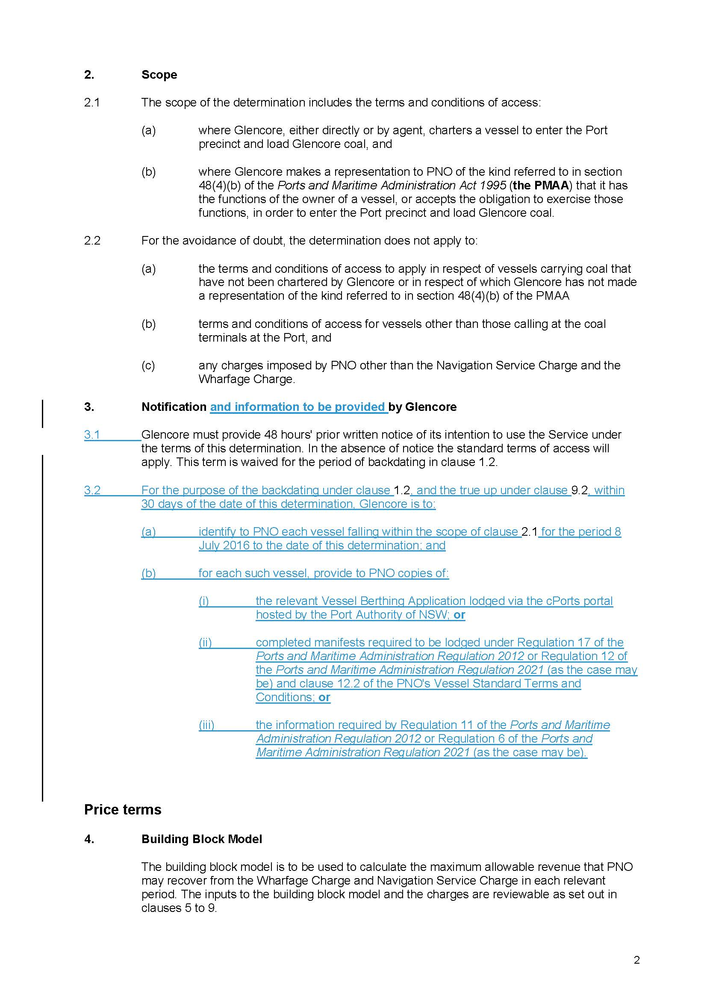 2. Scope
2.1 The scope of the determination includes the terms and conditions of access:
(a) where Glencore, either directly or by agent, charters a vessel to enter the Port
precinct and load Glencore coal, and
(b) where Glencore makes a representation to PNO of the kind referred to in section
48(4)(b) of the Ports and Maritime Administration Act 1995 (the PMAA) that it has
the functions of the owner of a vessel, or accepts the obligation to exercise those
functions, in order to enter the Port precinct and load Glencore coal.
2.2 For the avoidance of doubt, the determination does not apply to:
(a) the terms and conditions of access to apply in respect of vessels carrying coal that
have not been chartered by Glencore or in respect of which Glencore has not made
a representation of the kind referred to in section 48(4)(b) of the PMAA
(b) terms and conditions of access for vessels other than those calling at the coal
terminals at the Port, and
(c) any charges imposed by PNO other than the Navigation Service Charge and the
Wharfage Charge.
3. Notification and information to be provided by Glencore
3.1 Glencore must provide 48 hours' prior written notice of its intention to use the Service under
the terms of this determination. In the absence of notice the standard terms of access will
apply. This term is waived for the period of backdating in clause 1.2.
3.2 For the purpose of the backdating under clause 1.2, and the true up under clause 9.2, within
30 days of the date of this determination, Glencore is to:
(a) identify to PNO each vessel falling within the scope of clause 2.1 for the period 8
July 2016 to the date of this determination; and
(b) for each such vessel, provide to PNO copies of:
(i) the relevant Vessel Berthing Application lodged via the cPorts portal
hosted by the Port Authority of NSW; or
(ii) completed manifests required to be lodged under Regulation 17 of the
Ports and Maritime Administration Regulation 2012 or Regulation 12 of
the Ports and Maritime Administration Regulation 2021 (as the case may
be) and clause 12.2 of the PNO's Vessel Standard Terms and
Conditions; or
(iii) the information required by Regulation 11 of the Ports and Maritime
Administration Regulation 2012 or Regulation 6 of the Ports and
Maritime Administration Regulation 2021 (as the case may be).
Price terms
4. Building Block Model
The building block model is to be used to calculate the maximum allowable revenue that PNO
may recover from the Wharfage Charge and Navigation Service Charge in each relevant
period. The inputs to the building block model and the charges are reviewable as set out in
clauses 5 to 9.
2